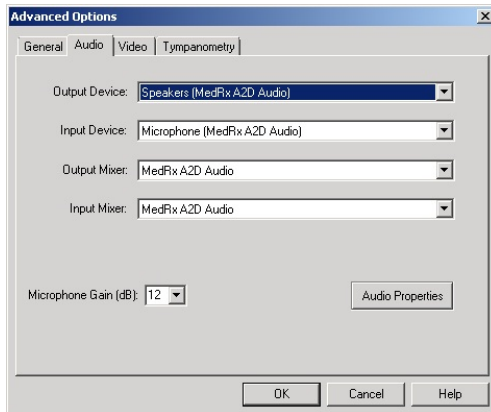 Advanced Options
General Audio Video Tympanometry
Output Device: Speakers (MedRx A2D Audio)
Input Device: Microphone (MedRx A2D Audio)
Output Mixer: MedRx A2D Audio
Input Mixer: MedRx A2D Audio
Microphone Gain (dB): 12 Audio Properties
OK Cancel Help